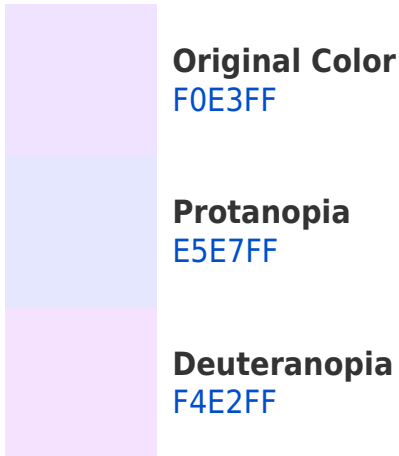 Original Color
F0E3FF
Protanopia
E5E7FF
Deuteranopia
F4E2FF